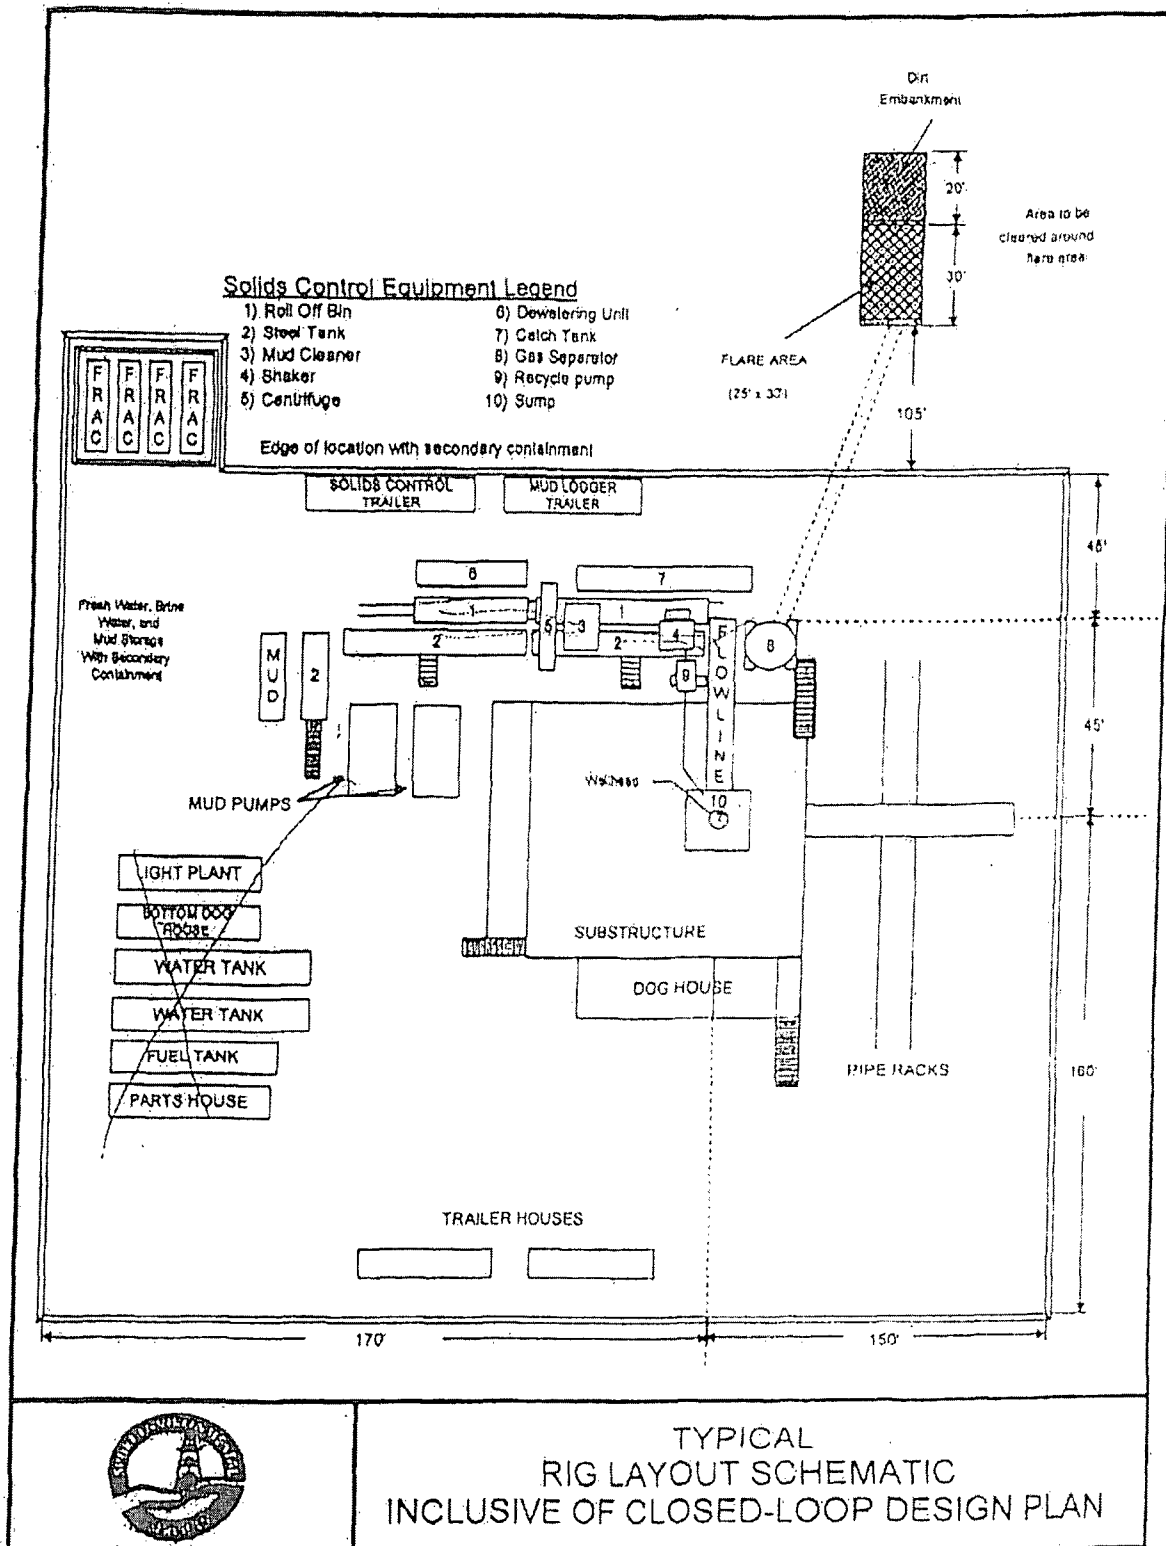 Dirt
Embankment
20'
Area to be
cleared around
flare area
30'
Solids Control Equipment Legend
1) Roll Off Bin
2) Steel Tank
3) Mud Cleaner
4) Shaker
5) Centrifuge
6) Dewatering Unit
7) Catch Tank
8) Gas Separator
9) Recycle pump
10) Sump
FLARE AREA
105'
FRAC
FRAC
FRAC
FRAC
Edge of location with secondary containment
SOLIDS CONTROL
TRAILER
MUD LOGGER
TRAILER
6
7
1
5
3
1
4
2
2
9
8
FLOWLINE
Fresh Water, Brine
Water, and
Mud Storage
With Secondary
Containment
MUD
2
45'
Wellhead
10
MUD PUMPS
LIGHT PLANT
BOTTOM DOG
HOUSE
WATER TANK
WATER TANK
FUEL TANK
PARTS HOUSE
SUBSTRUCTURE
DOG HOUSE
PIPE RACKS
160'
TRAILER HOUSES
170'
150'
TYPICAL
RIG LAYOUT SCHEMATIC
INCLUSIVE OF CLOSED-LOOP DESIGN PLAN